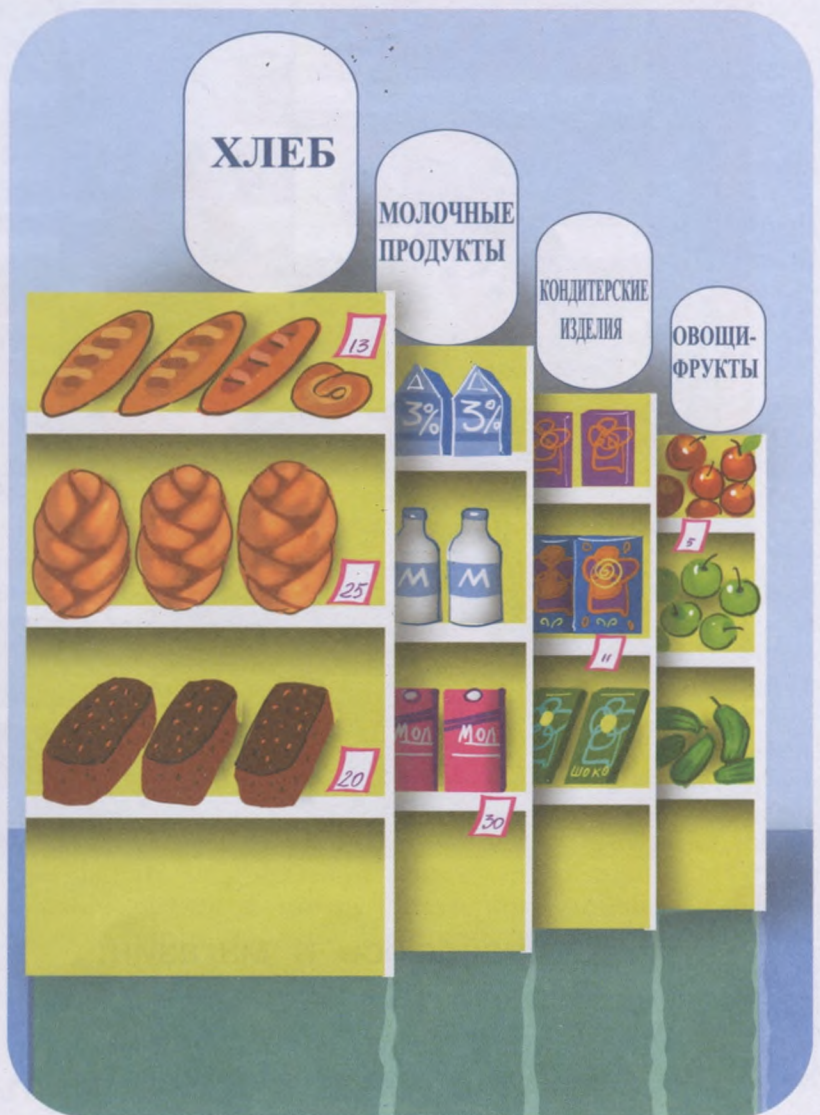 ХЛЕБ
МОЛОЧНЫЕ
ПРОДУКТЫ
КОНДИТЕРСКИЕ
ИЗДЕЛИЯ
ОВОЩИ-
ФРУКТЫ
13
3% 3%
25
М М
5
11
20
МОЛ МОЛ
ШОКО
30